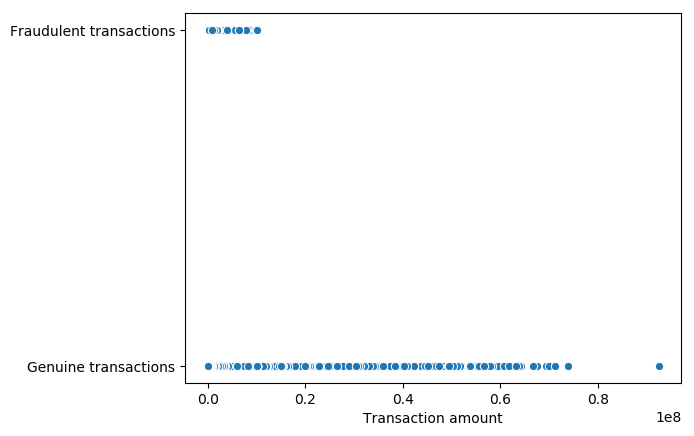 Fraudulent transactions
Genuine transactions
0.0 0.2 0.4 0.6 0.8
1e8
Transaction amount